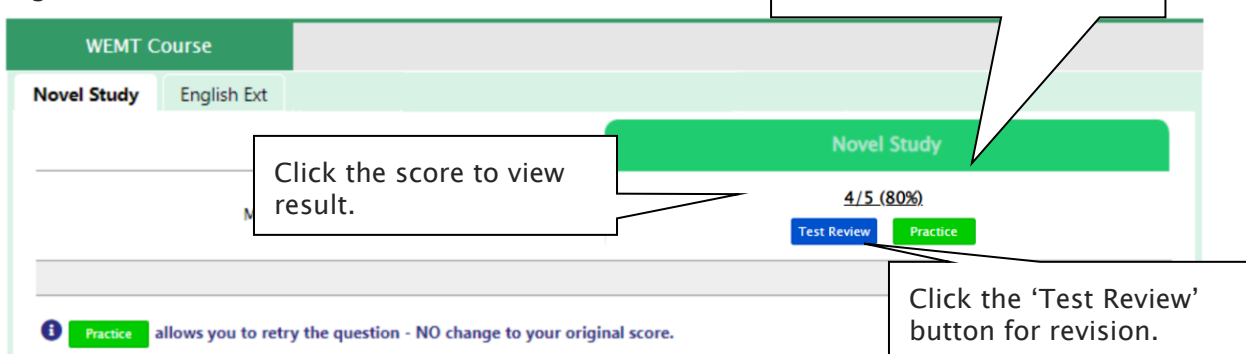 WEMT Course
Novel Study
English Ext
Novel Study
Click the score to view
result.
4/5 (80%)
Test Review
Practice
Click the ‘Test Review’
button for revision.
Practice allows you to retry the question - NO change to your original score.